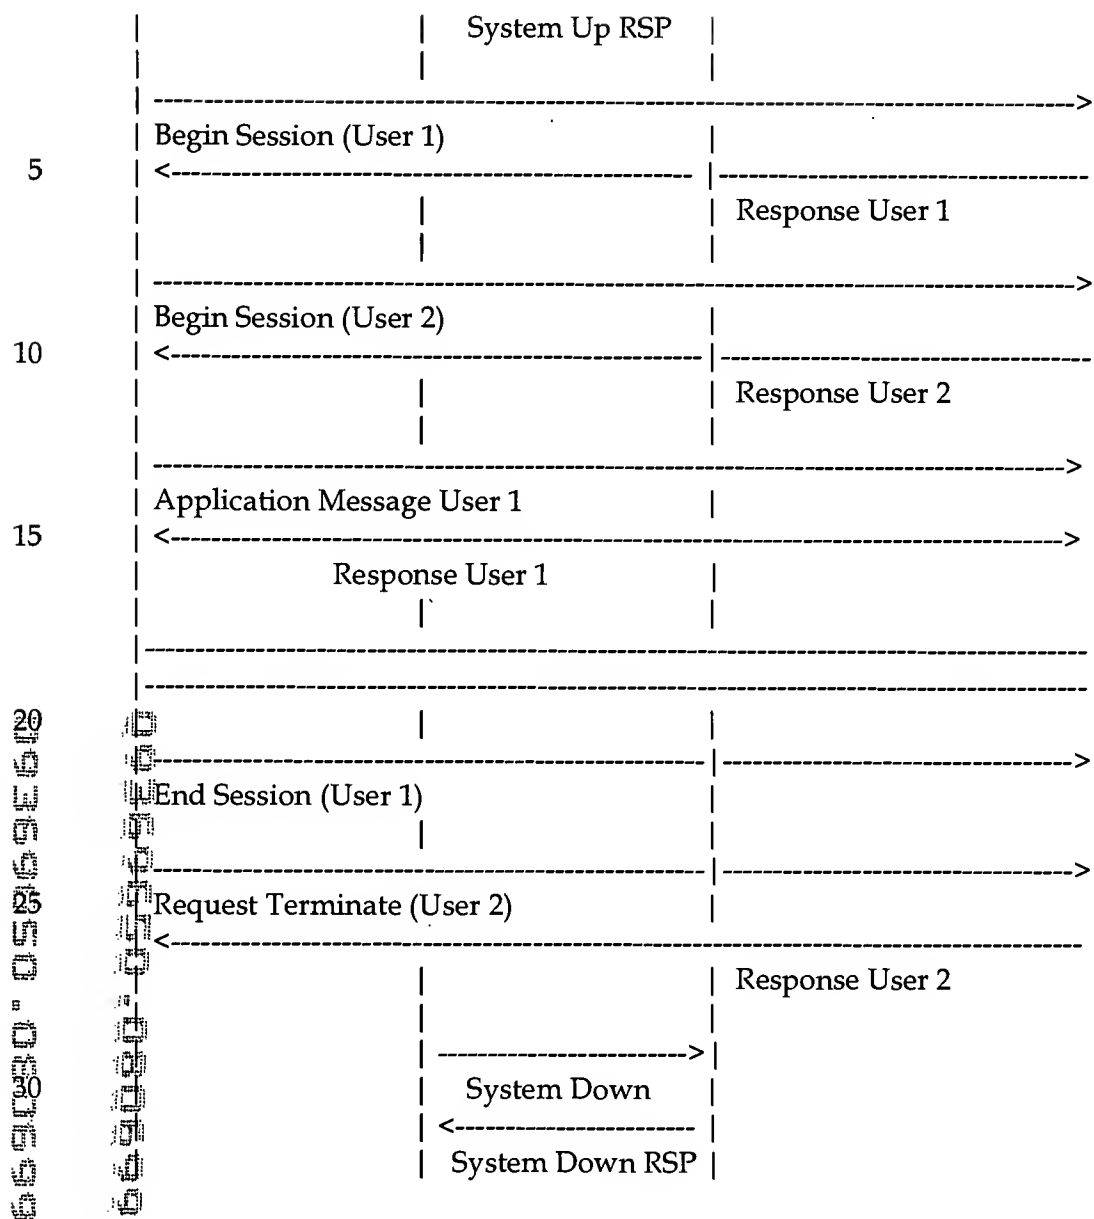 System Up RSP
Begin Session (User 1)
5
Response User 1
Begin Session (User 2)
10
Response User 2
Application Message User 1
15
Response User 1
20
End Session (User 1)
25 Request Terminate (User 2)
Response User 2
30 System Down
System Down RSP